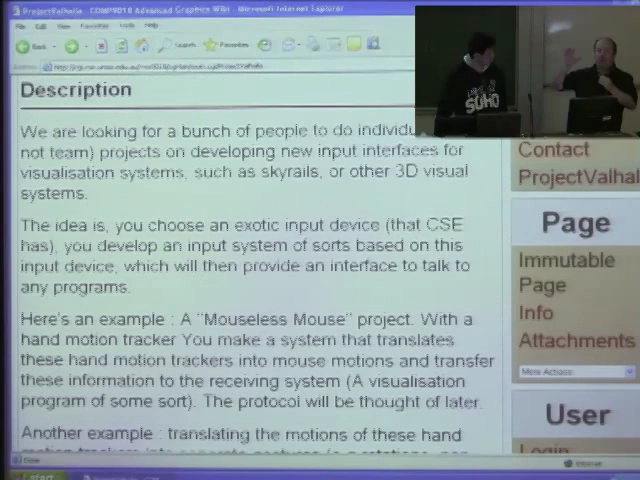 ProjectValhalla - COMP9018 Advanced Graphics Wiki - Microsoft Internet Explorer
File Edit View Favorites Tools Help
Back Search Favorites
Description
We are looking for a bunch of people to do
not team) projects on developing new input interfaces for
visualisation systems, such as skyrails, or other 3D visual
systems.
The idea is, you choose an exotic input device (that CSE
has), you develop an input system of sorts based on this
input device, which will then provide an interface to talk to
any programs.
Here's an example : A "Mouseless Mouse" project. With a
hand motion tracker You make a system that translates
these hand motion trackers into mouse motions and transfer
these information to the receiving system (A visualisation
program of some sort). The protocol will be thought of later.
Another example : translating the motions of these hand
Contact
ProjectValhal
Page
Immutable
Page
Info
Attachments
More Actions:
User
Login
Done
Internet
start
SUHO